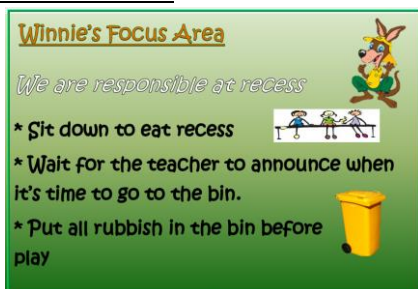 Winnie's Focus Area
We are responsible at recess
* Sit down to eat recess
* Wait for the teacher to announce when
it's time to go to the bin.
* Put all rubbish in the bin before
play